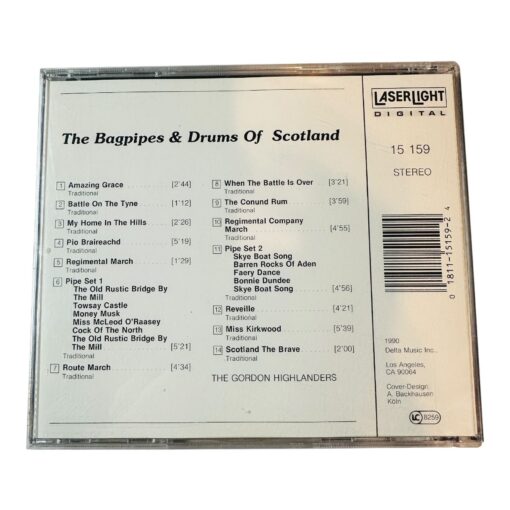 LASERLIGHT
DIGITAL
The Bagpipes & Drums Of Scotland
15 159
STEREO
1 Amazing Grace [2'44]
Traditional
2 Battle On The Tyne [1'12]
Traditional
3 My Home In The Hills [2'26]
Traditional
4 Pio Braireachd [5'19]
Traditional
5 Regimental March [1'29]
Traditional
6 Pipe Set 1
The Old Rustic Bridge By
The Mill
Towsay Castle
Money Musk
Miss McLeod O'Raasey
Cock Of The North
The Old Rustic Bridge By
The Mill [5'21]
Traditional
7 Route March [4'34]
Traditional
8 When The Battle Is Over [3'21]
Traditional
9 The Conund Rum [3'59]
Traditional
10 Regimental Company
March [4'55]
Traditional
11 Pipe Set 2
Skye Boat Song
Barren Rocks Of Aden
Faery Dance
Bonnie Dundee
Skye Boat Song [4'56]
Traditional
12 Reveille [4'21]
Traditional
13 Miss Kirkwood [5'39]
Traditional
14 Scotland The Brave [2'00]
Traditional
THE GORDON HIGHLANDERS
0 1811-15159-2 4
1990
Delta Music Inc.
Los Angeles,
CA 90064
Cover-Design:
A. Backhausen
Köln
LC 8259